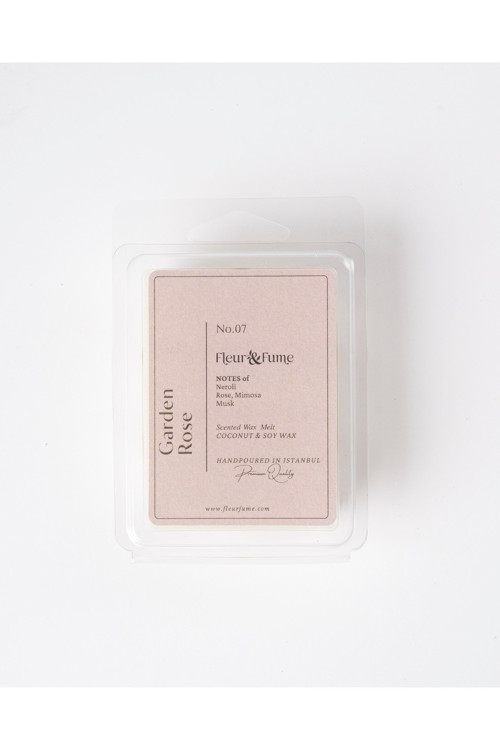 Garden
Rose
No.07
Fleur&Fume
NOTES of
Neroli
Rose, Mimosa
Musk
Scented Wax Melt
COCONUT & SOY WAX
HANDPOURED IN ISTANBUL
Premium Quality
www.fleurfume.com